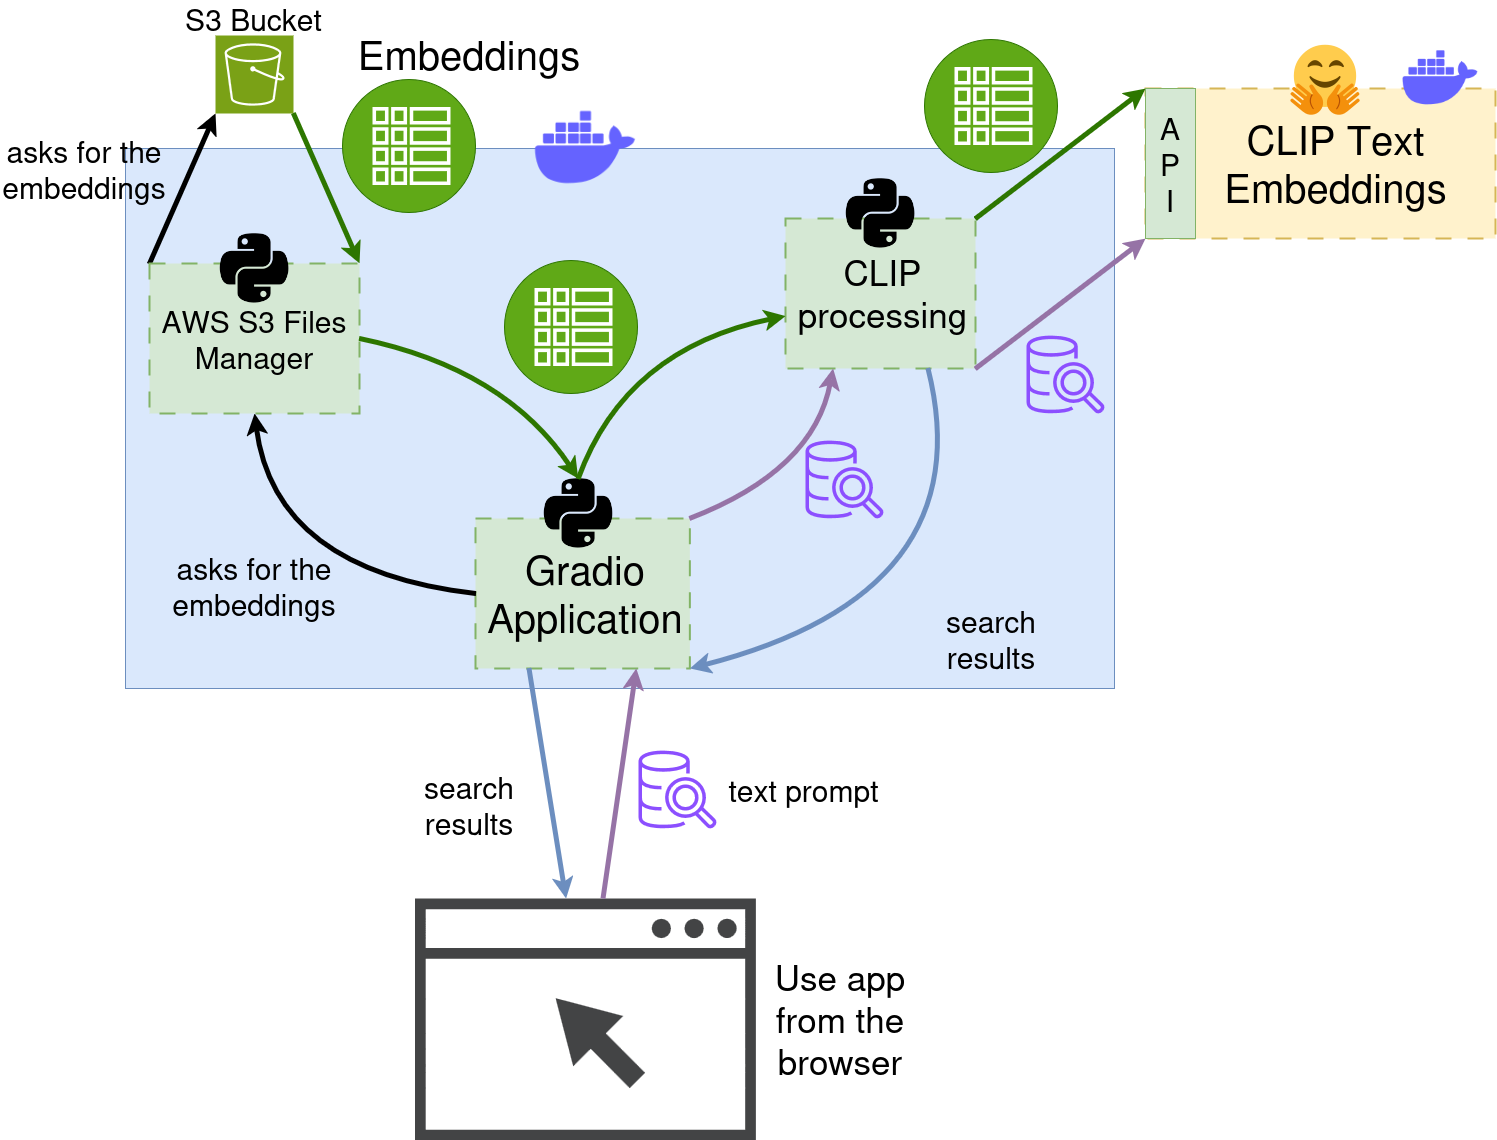 S3 Bucket
Embeddings
asks for the
embeddings
A
P
I
CLIP Text
Embeddings
AWS S3 Files
Manager
CLIP
processing
asks for the
embeddings
Gradio
Application
search
results
search
results
text prompt
Use app
from the
browser